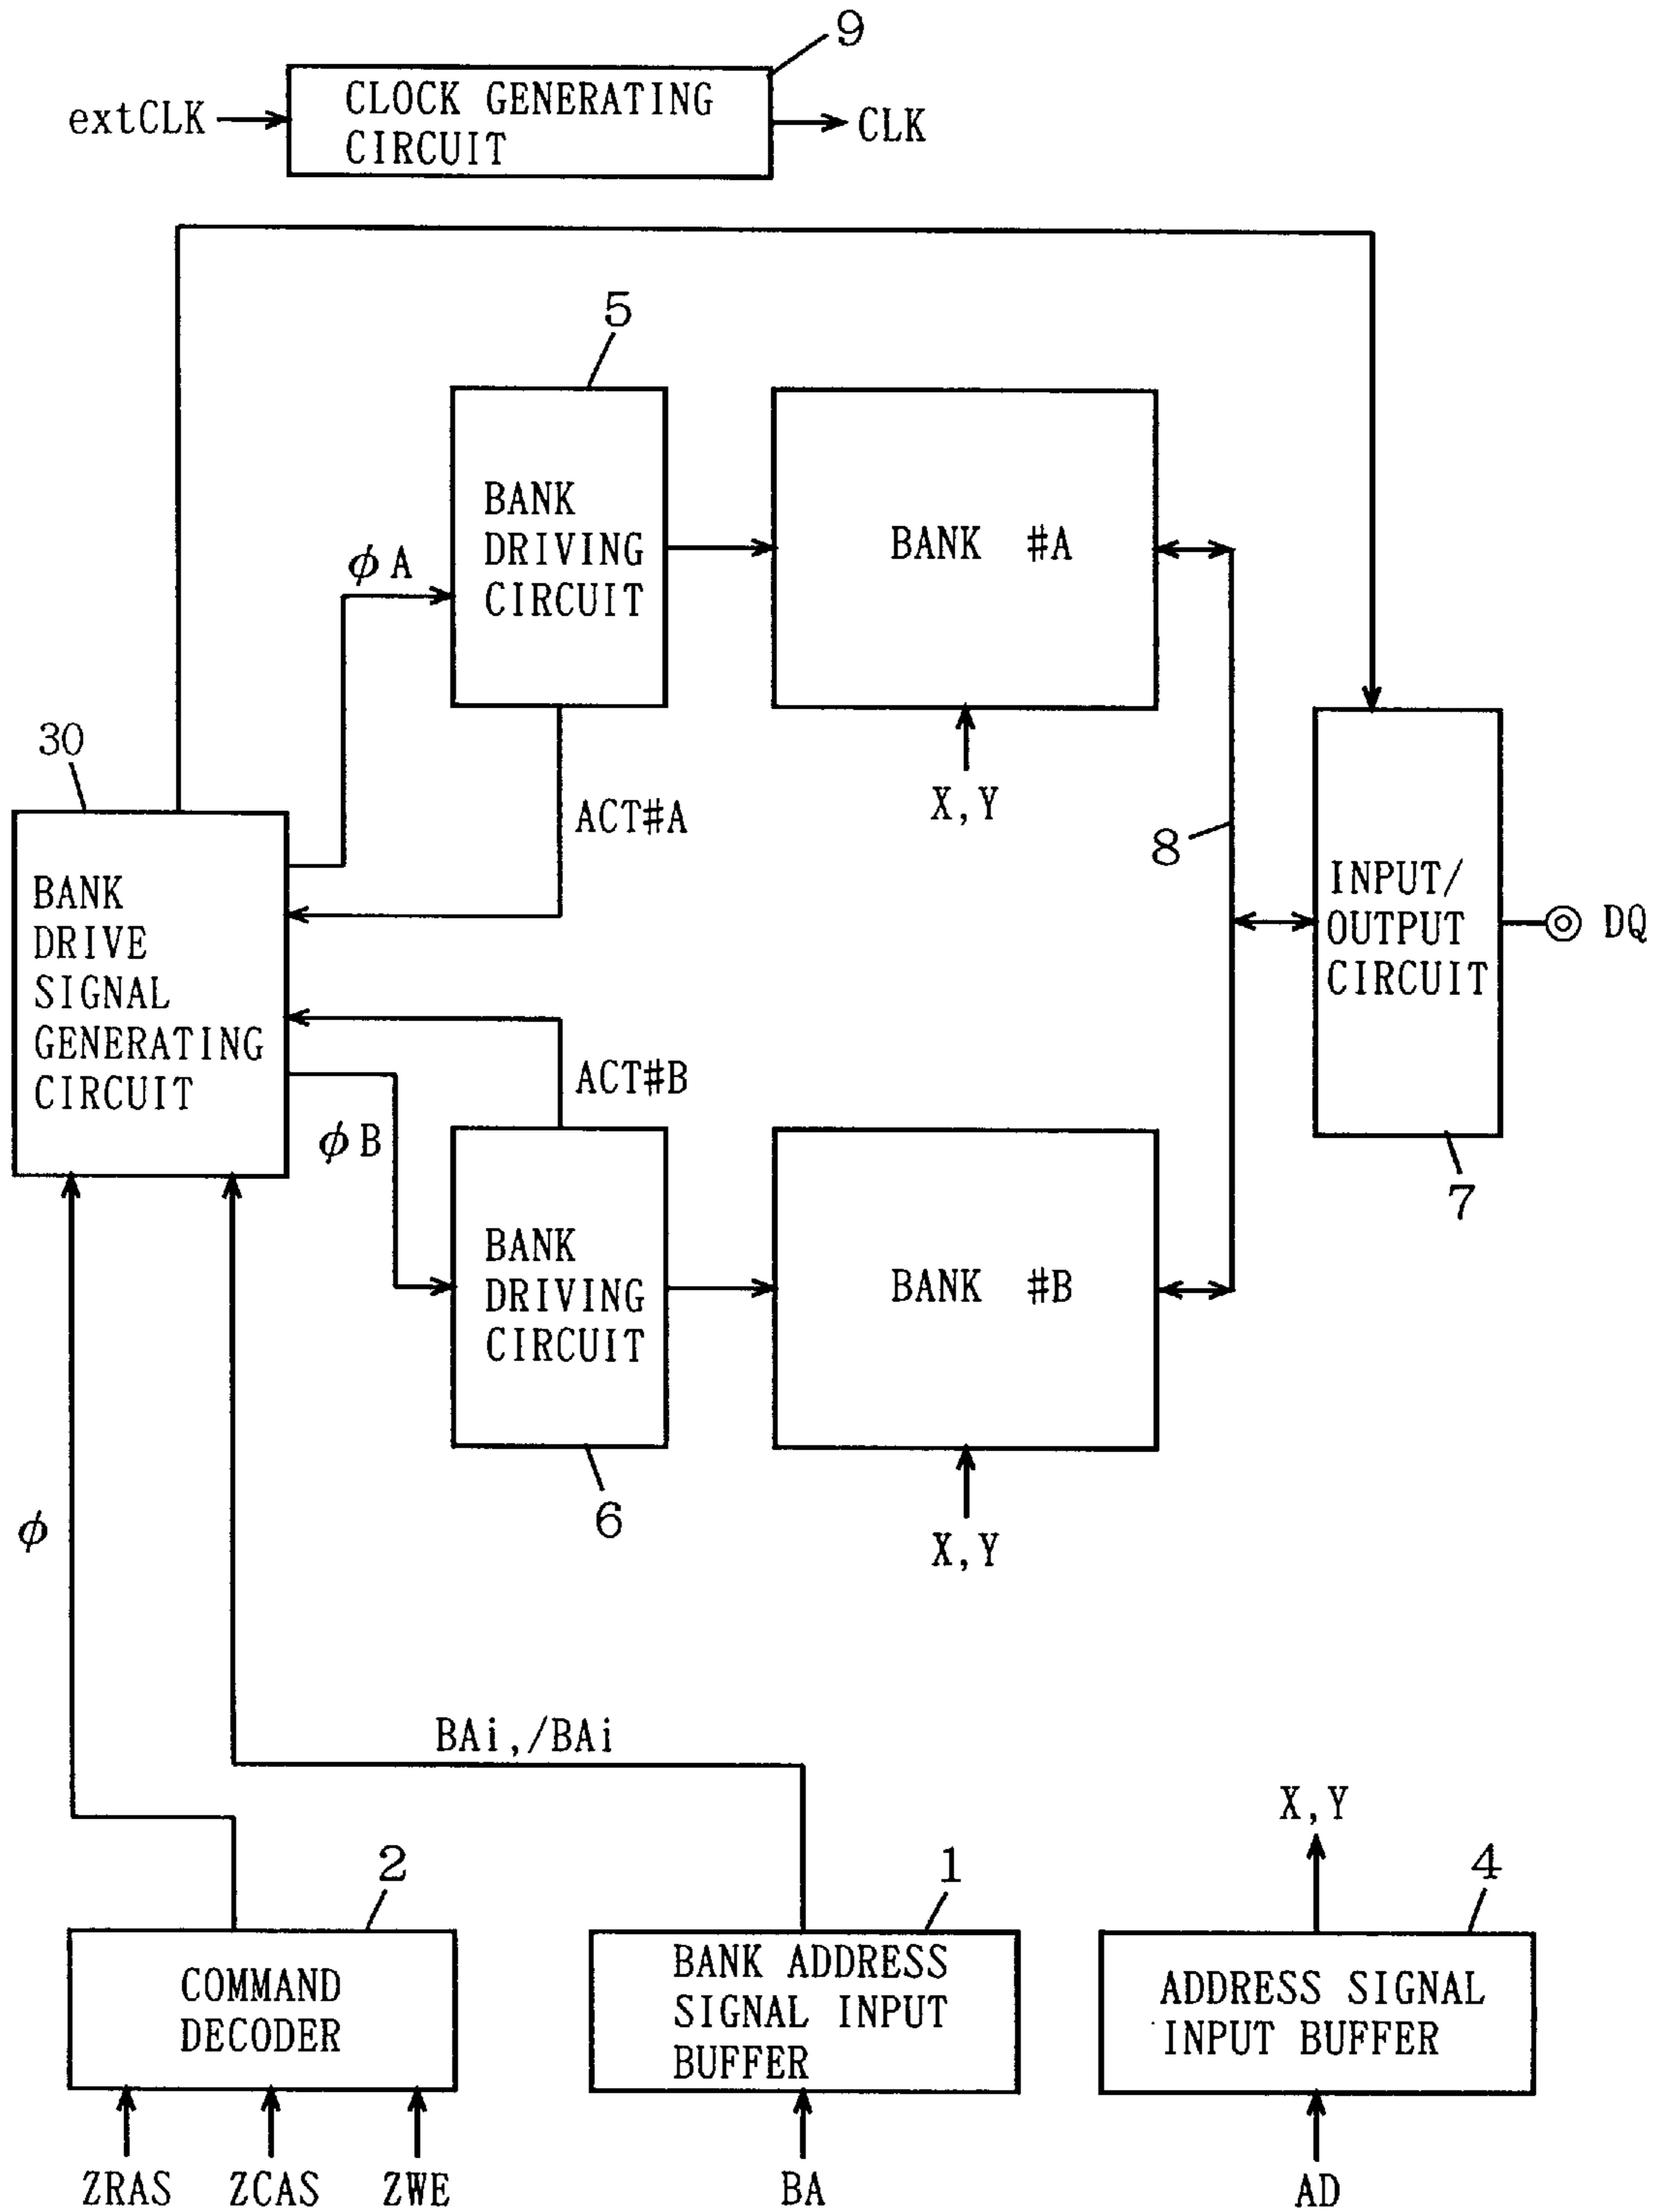 9
extCLK
CLOCK GENERATING
CIRCUIT
CLK
5
BANK
DRIVING
CIRCUIT
BANK #A
φA
30
ACT#A
X,Y
8
BANK
DRIVE
SIGNAL
GENERATING
CIRCUIT
INPUT/
OUTPUT
CIRCUIT
DQ
ACT#B
φB
7
BANK
DRIVING
CIRCUIT
BANK #B
φ
6
X,Y
BAi,/BAi
X,Y
2
1
4
COMMAND
DECODER
BANK ADDRESS
SIGNAL INPUT
BUFFER
ADDRESS SIGNAL
INPUT BUFFER
ZRAS
ZCAS
ZWE
BA
AD